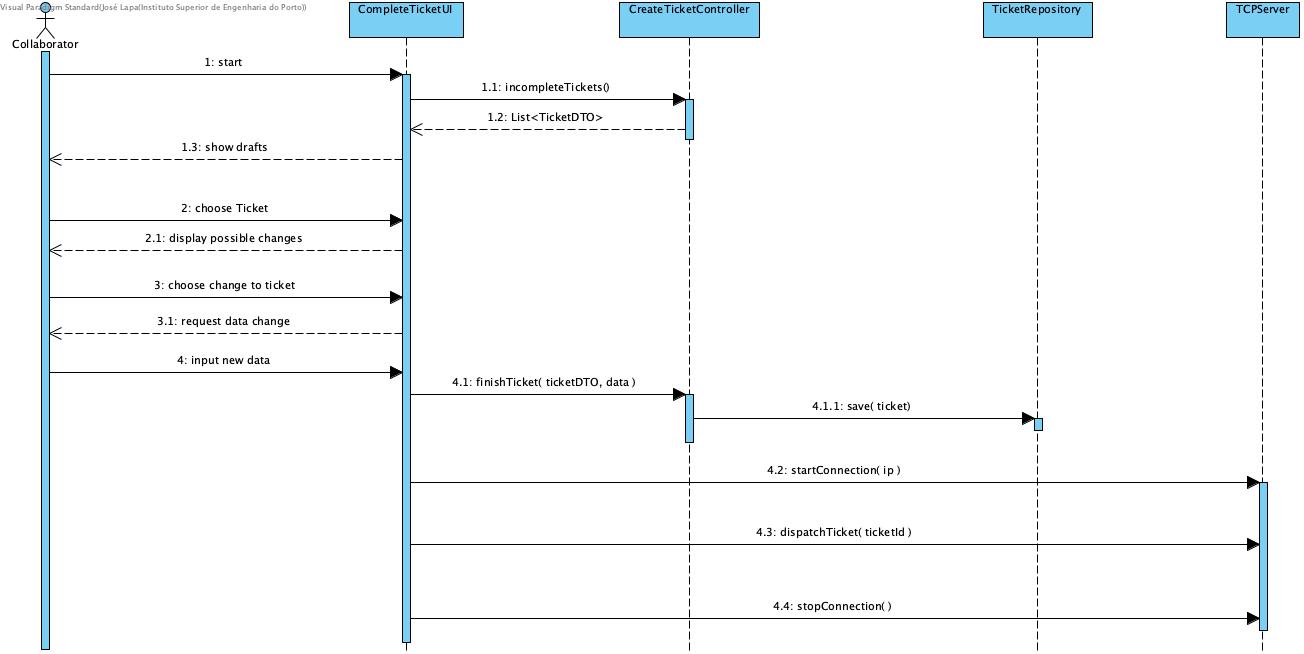 Visual Paradigm Standard(José Lapa(Instituto Superior de Engenharia do Porto))
CompleteTicketUI
CreateTicketController
TicketRepository
TCPServer
Collaborator
1: start
1.1: incompleteTickets()
1.2: List<TicketDTO>
1.3: show drafts
2: choose Ticket
2.1: display possible changes
3: choose change to ticket
3.1: request data change
4: input new data
4.1: finishTicket( ticketDTO, data )
4.1.1: save( ticket)
4.2: startConnection( ip )
4.3: dispatchTicket( ticketId )
4.4: stopConnection( )